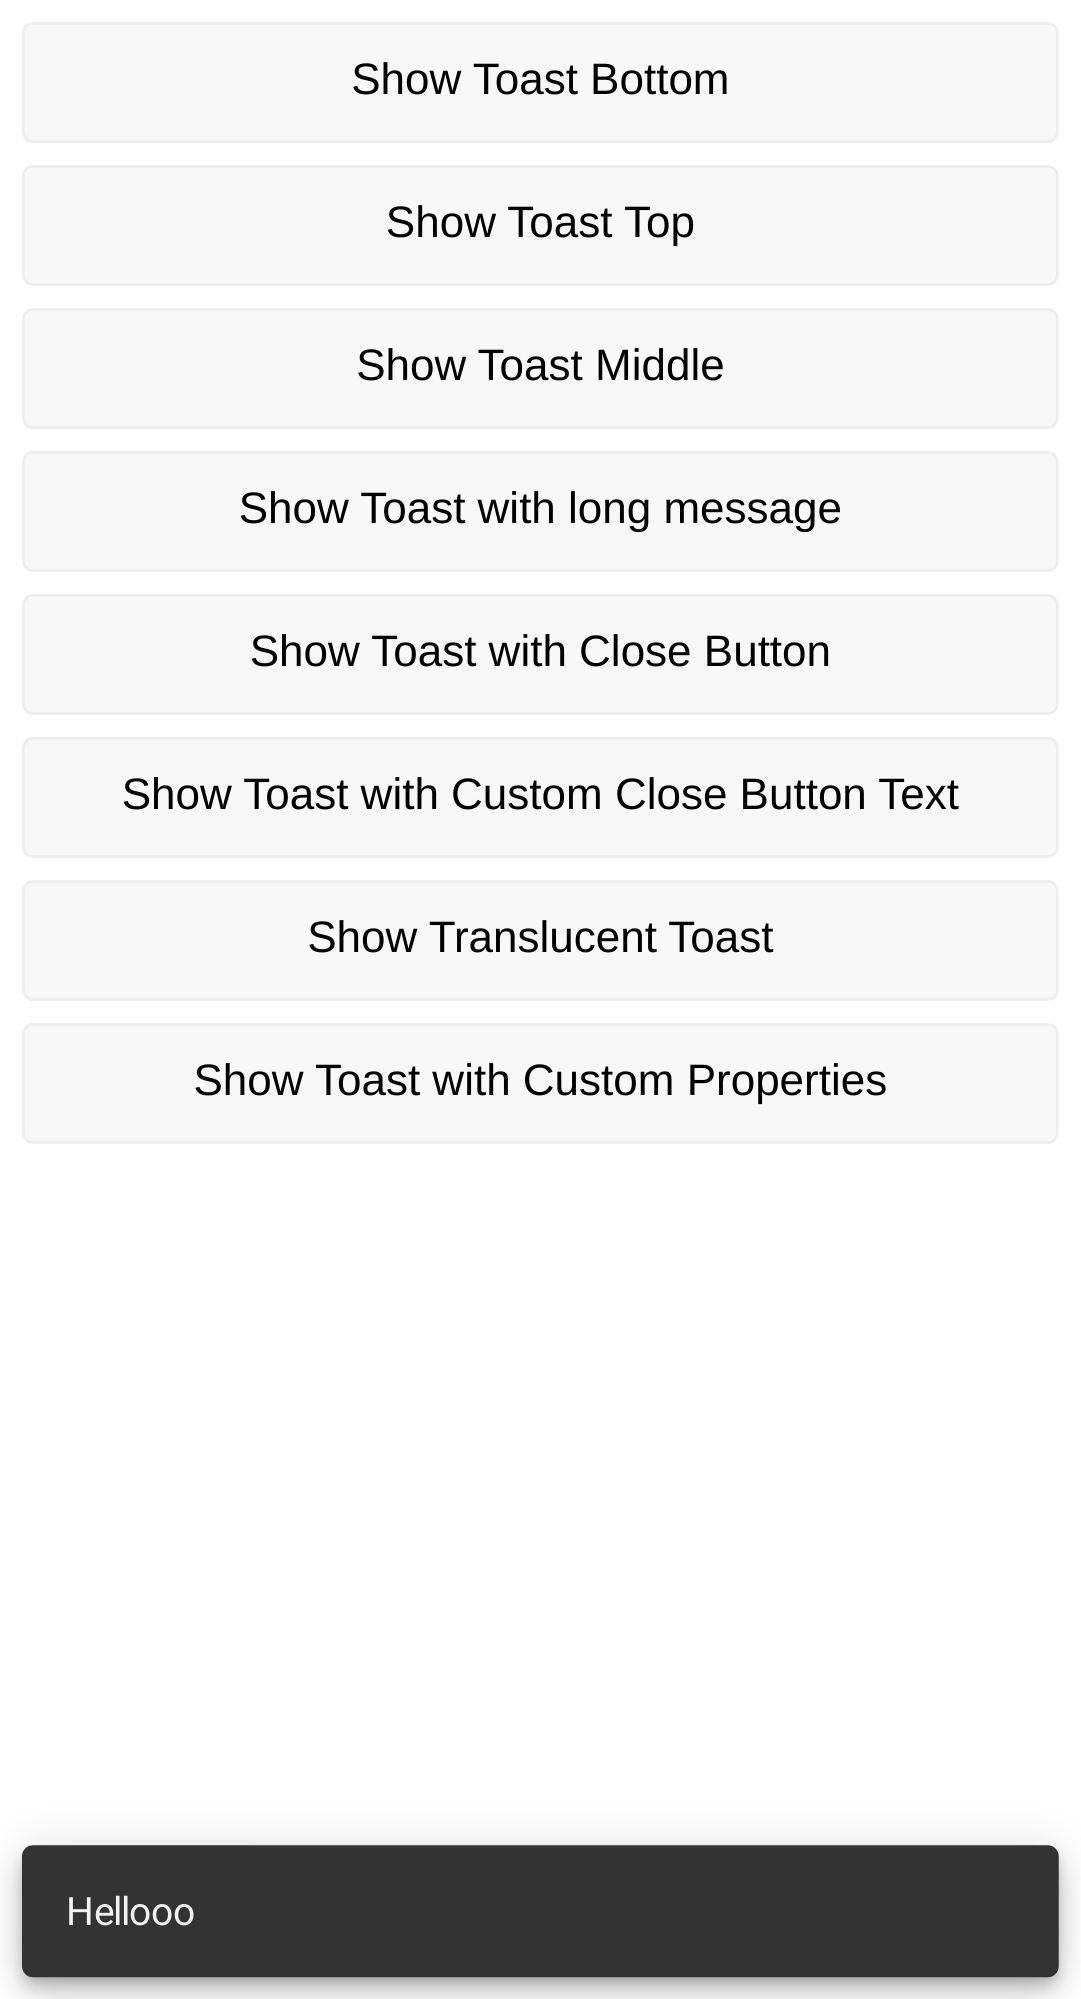 Show Toast Bottom
Show Toast Top
Show Toast Middle
Show Toast with long message
Show Toast with Close Button
Show Toast with Custom Close Button Text
Show Translucent Toast
Show Toast with Custom Properties
Hellooo